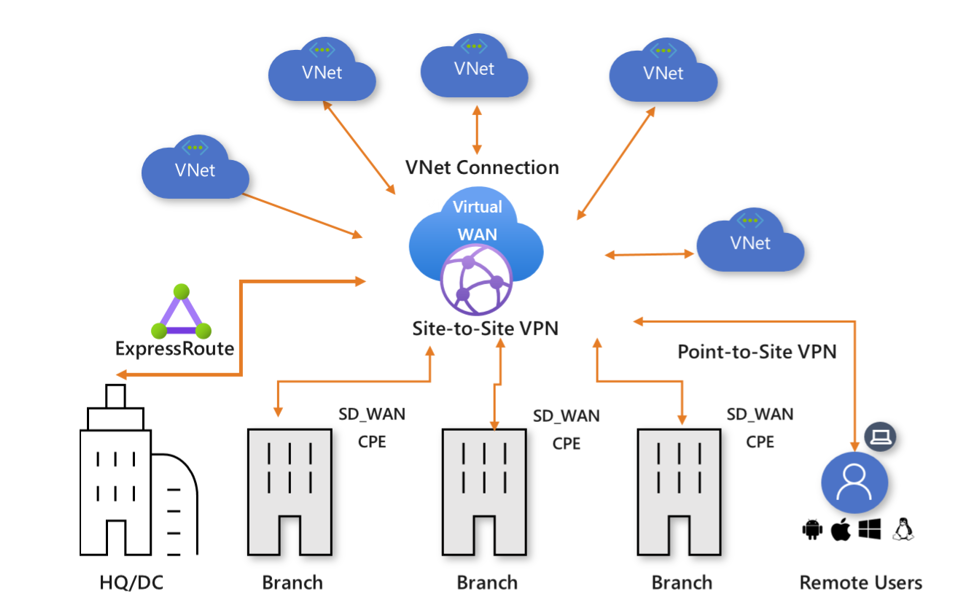 VNet
VNet
VNet
VNet
VNet Connection
Virtual
WAN
VNet
Site-to-Site VPN
ExpressRoute
Point-to-Site VPN
SD_WAN
CPE
SD_WAN
CPE
SD_WAN
CPE
HQ/DC
Branch
Branch
Branch
Remote Users